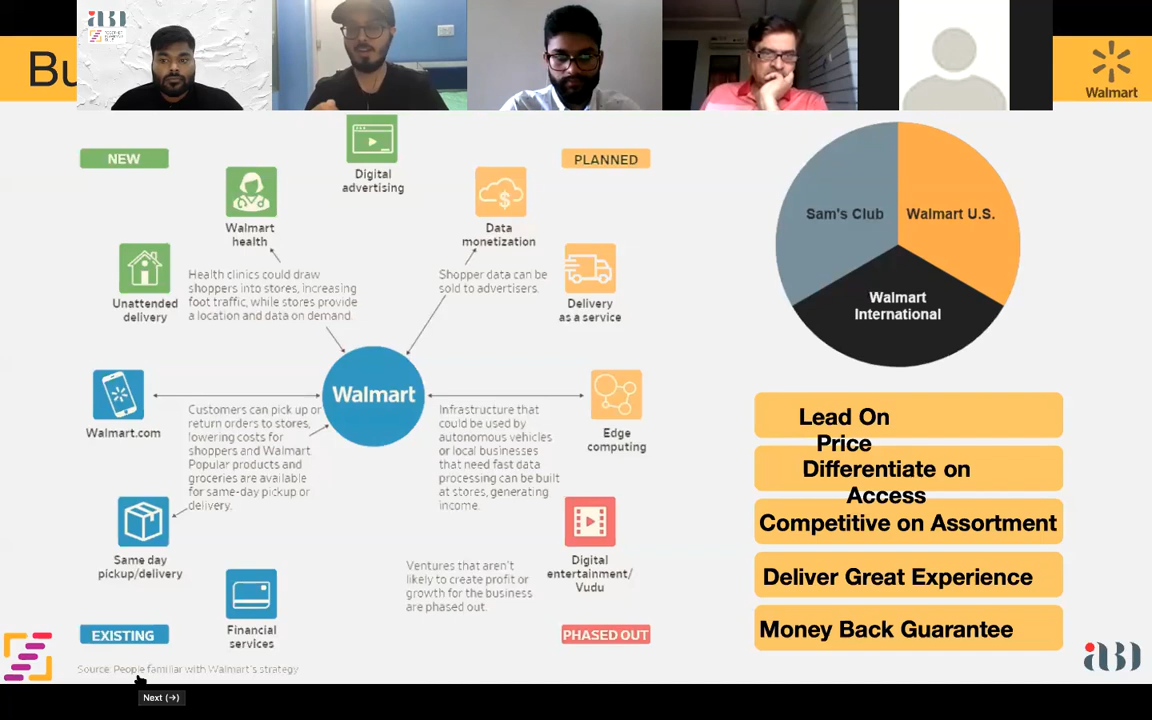 Bu
aBI
Walmart
NEW
PLANNED
Digital
advertising
Walmart
health
Data
monetization
Unattended
delivery
Health clinics could draw
shoppers into stores, increasing
foot traffic, while stores provide
a location and data on demand.
Shopper data can be
sold to advertisers.
Delivery
as a service
Sam's Club
Walmart U.S.
Walmart
International
Walmart
Walmart.com
Customers can pick up or
return orders to stores,
lowering costs for
shoppers and Walmart.
Popular products and
groceries are available
for same-day pickup or
delivery.
Infrastructure that
could be used by
autonomous vehicles
or local businesses
that need fast data
processing can be built
at stores, generating
income.
Edge
computing
Lead On
Price
Differentiate on
Access
Competitive on Assortment
Deliver Great Experience
Money Back Guarantee
Same day
pickup/delivery
Financial
services
Ventures that aren't
likely to create profit or
growth for the business
are phased out.
Digital
entertainment/
Vudu
EXISTING
PHASED OUT
Source: People familiar with Walmart's strategy
aBI
Next (→)